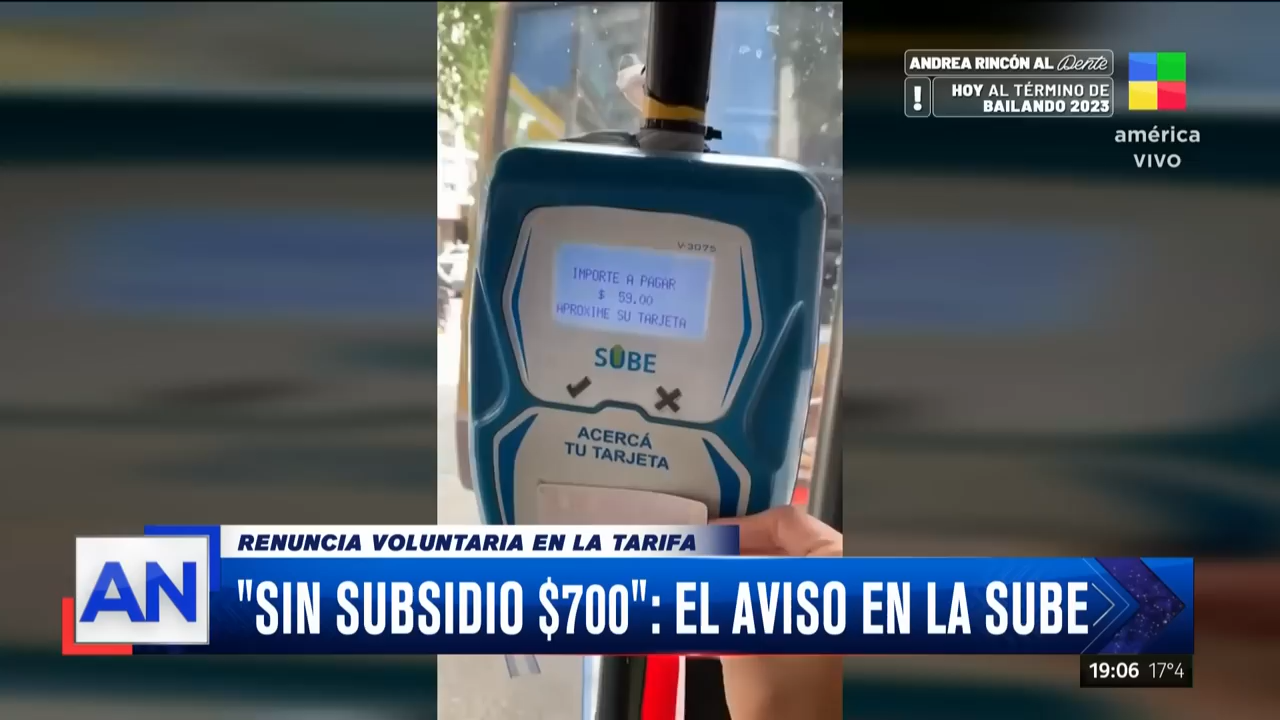 ANDREA RINCÓN AL Dente
! HOY AL TÉRMINO DE
BAILANDO 2023
américa
VIVO
V-3075
IMPORTE A PAGAR
$ 59.00
APROXIME SU TARJETA
SUBE
ACERCÁ
TU TARJETA
RENUNCIA VOLUNTARIA EN LA TARIFA
AN
"SIN SUBSIDIO $700": EL AVISO EN LA SUBE
19:06 17°4